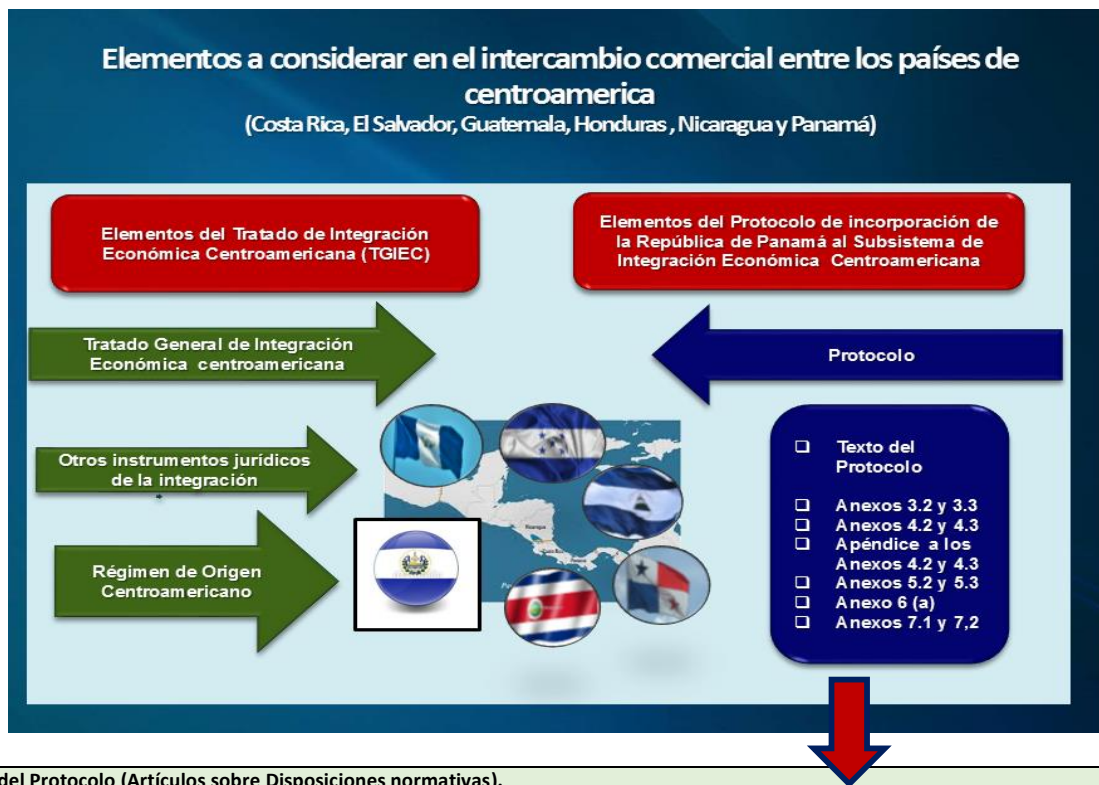 Elementos a considerar en el intercambio comercial entre los países de
centroamerica
(Costa Rica, El Salvador, Guatemala, Honduras , Nicaragua y Panamá)
Elementos del Tratado de Integración
Económica Centroamericana (TGIEC)
Elementos del Protocolo de incorporación de
la República de Panamá al Subsistema de
Integración Económica Centroamericana
Tratado General de Integración
Económica centroamericana
Protocolo
Otros instrumentos jurídicos
de la integración
*
Régimen de Origen
Centroamericano
Nicaragua
Costa Rica
❑ Texto del
Protocolo
❑ Anexos 3.2 y 3.3
❑ Anexos 4.2 y 4.3
❑ Apéndice a los
Anexos 4.2 y 4.3
❑ Anexos 5.2 y 5.3
❑ Anexo 6 (a)
❑ Anexos 7.1 y 7,2
del Protocolo (Artículos sobre Disposiciones normativas).